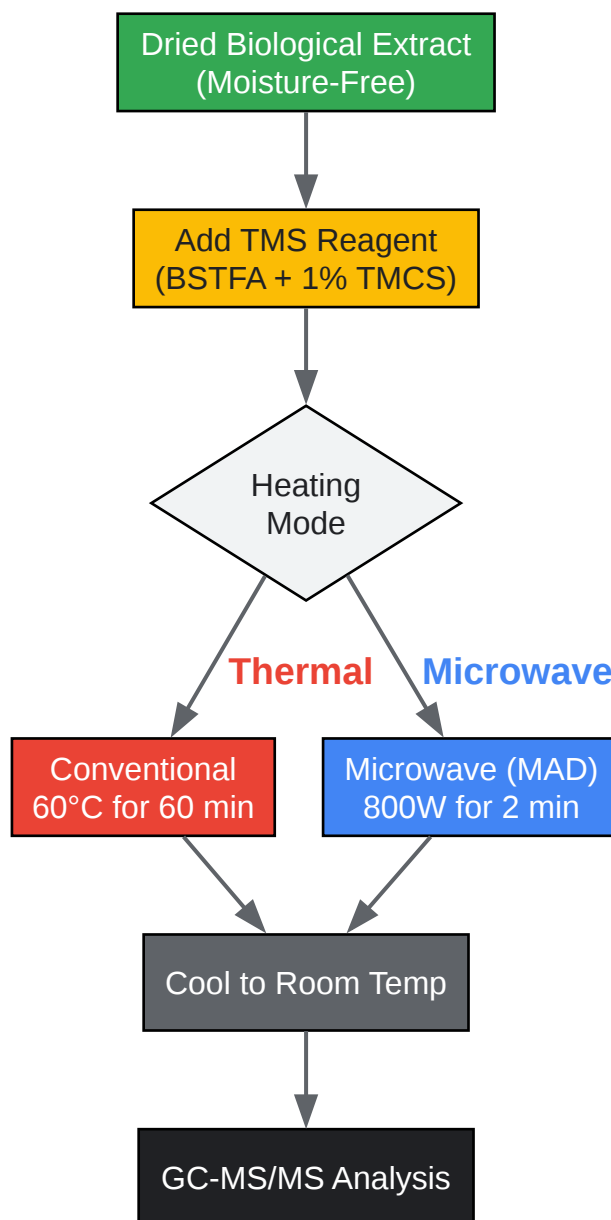 Dried Biological Extract
(Moisture-Free)
Add TMS Reagent
(BSTFA + 1% TMCS)
Heating
Mode
Thermal
Microwave
Conventional
60°C for 60 min
Microwave (MAD)
800W for 2 min
Cool to Room Temp
GC-MS/MS Analysis